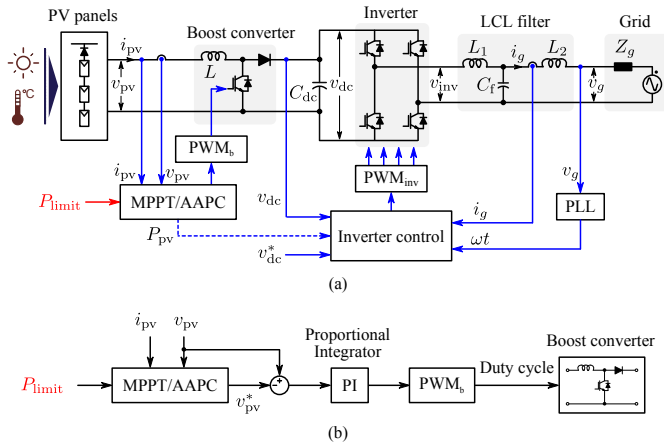 PV panels
Boost converter
Inverter
LCL filter
Grid
i_pv
L
v_pv
C_dc
v_dc
v_inv
L_1
i_g
L_2
C_f
v_g
Z_g
°C
PWM_b
PWM_inv
i_pv
v_pv
v_dc
v_g
P_limit
MPPT/AAPC
i_g
PLL
P_pv
Inverter control
ωt
v_dc^*
(a)
i_pv
v_pv
Proportional
Integrator
Boost converter
P_limit
MPPT/AAPC
v_pv^*
+
-
PI
PWM_b
Duty cycle
(b)